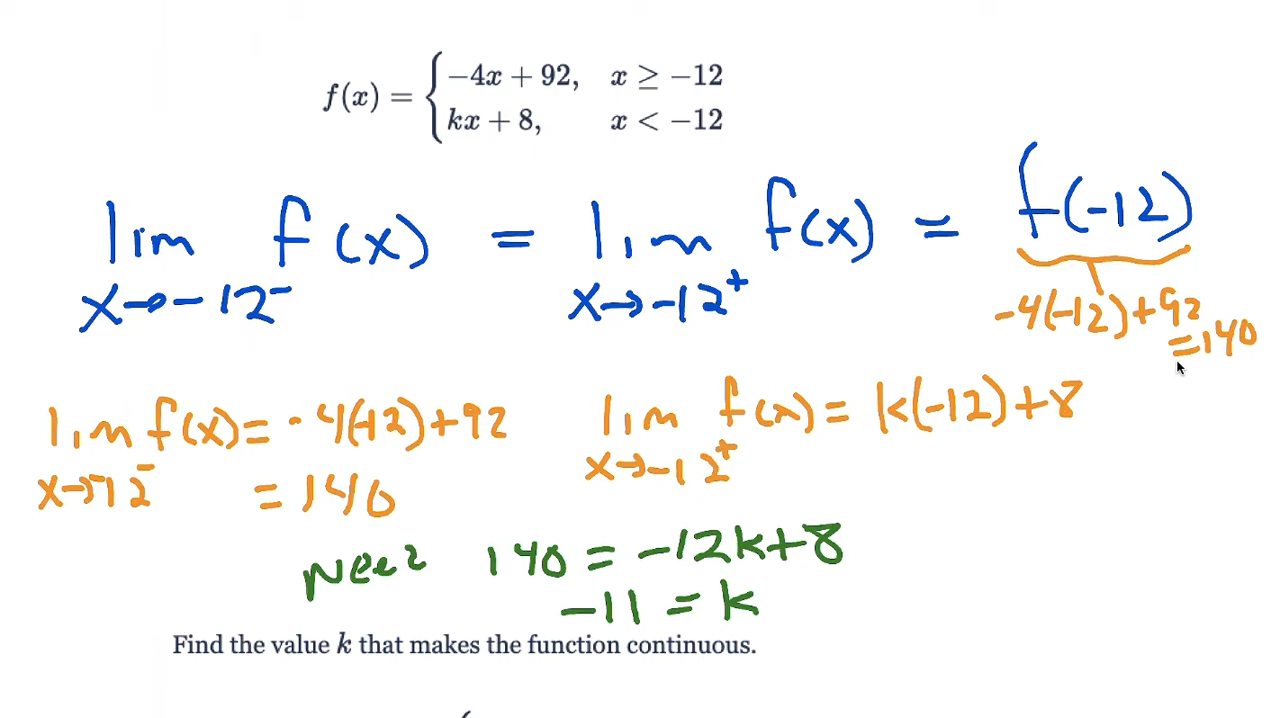 f(x) = { −4x + 92, x ≥ −12
kx + 8, x < −12
lim f(x) = lim f(x) = f(-12)
x→-12⁻ x→-12⁺
-4(-12)+92
=140
lim f(x) = -4(-12)+92
x→-12⁻ = 140
lim f(x) = k(-12)+8
x→-12⁺
Need 140 = -12k+8
-11 = k
Find the value k that makes the function continuous.